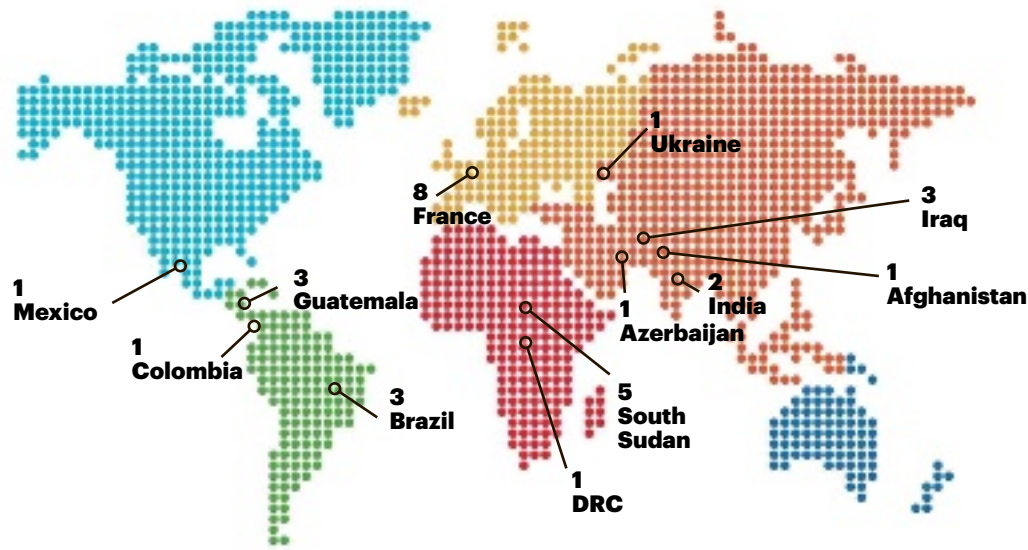 1
Ukraine
8
France
3
Iraq
1
Mexico
3
Guatemala
2
India
1
Afghanistan
1
Azerbaijan
1
Colombia
3
Brazil
5
South
Sudan
1
DRC